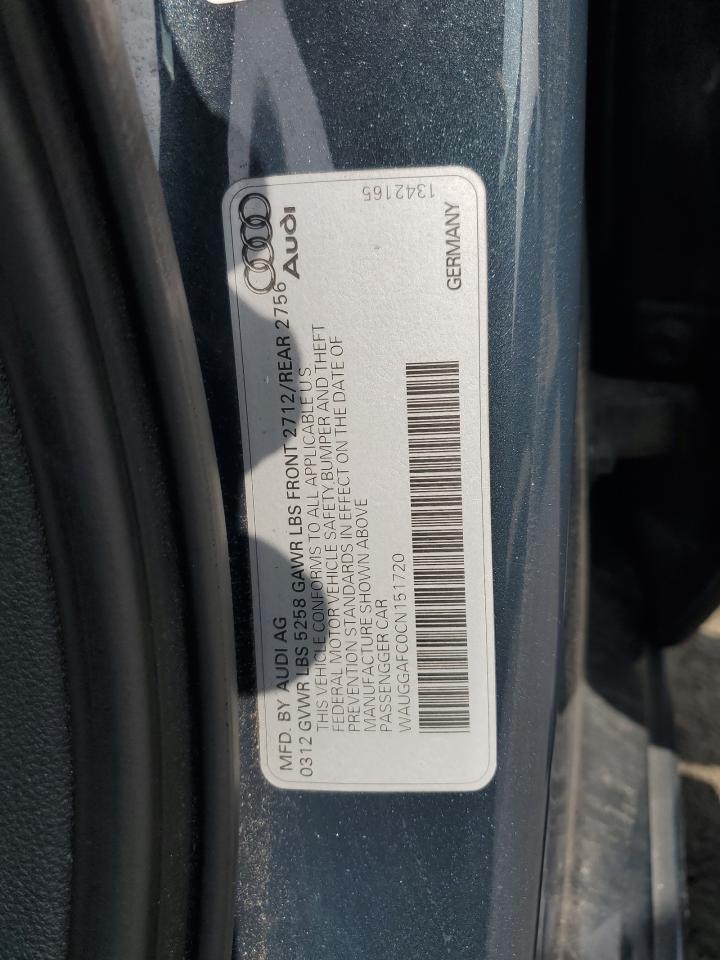 MFD. BY AUDI AG
Audi
0312 GVWR LBS 5258 GAWR LBS FRONT 2712/REAR 2756
THIS VEHICLE CONFORMS TO ALL APPLICABLE U.S
FEDERAL MOTOR VEHICLE SAFETY, BUMPER AND THEFT
PREVENTION STANDARDS IN EFFECT ON THE DATE OF
MANUFACTURE SHOWN ABOVE
PASSENGGER CAR
WAUGGAFC0CN151720
GERMANY
1342165